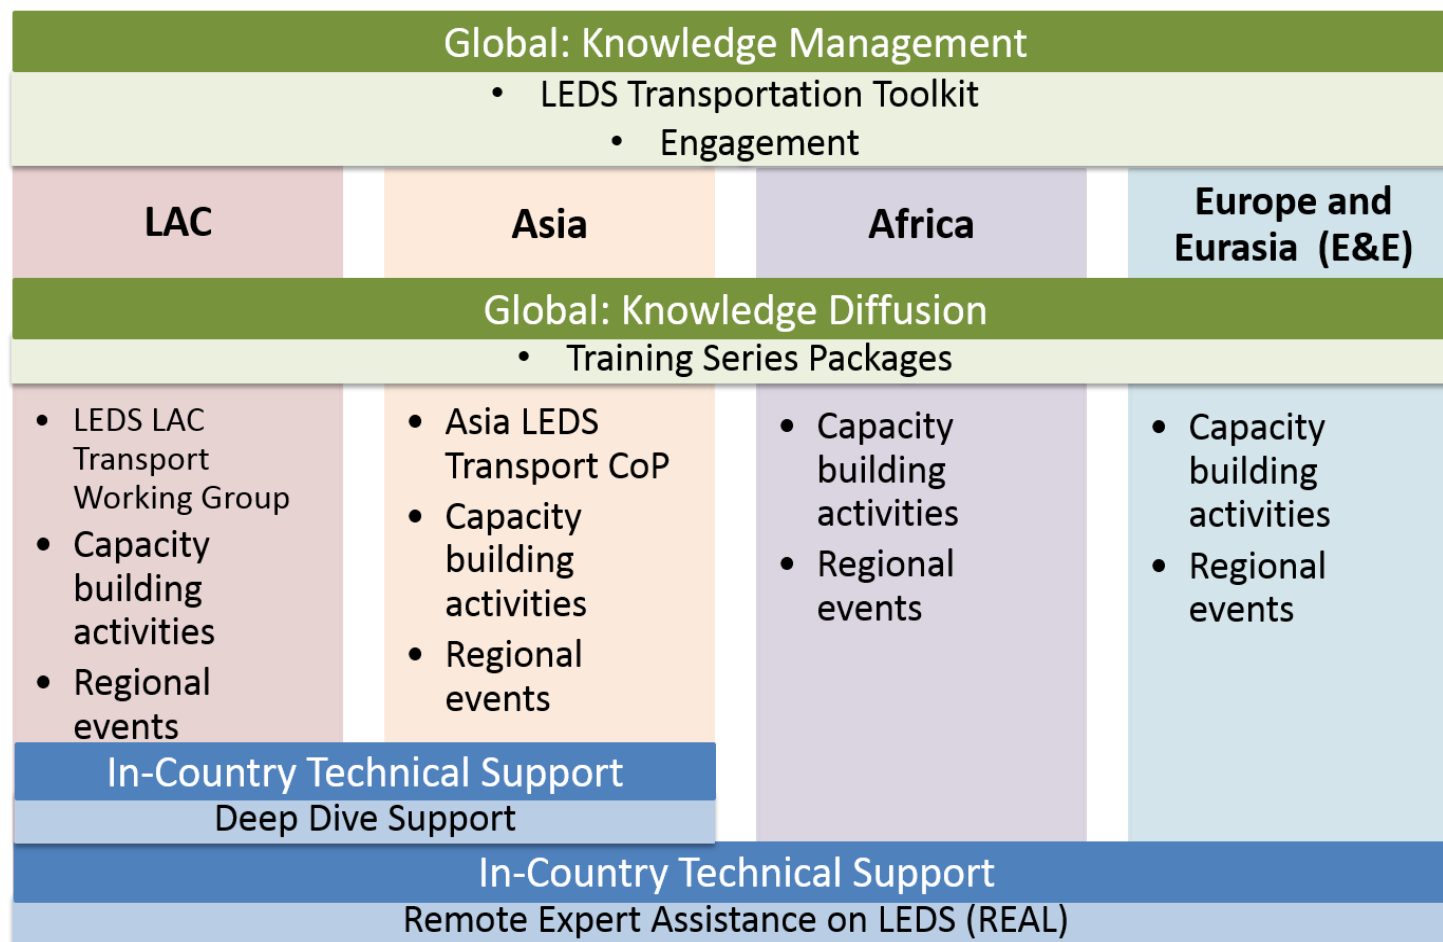 Global: Knowledge Management
• LEDS Transportation Toolkit
• Engagement
LAC
Asia
Africa
Europe and
Eurasia (E&E)
Global: Knowledge Diffusion
• Training Series Packages
• LEDS LAC
Transport
Working Group
• Capacity
building
activities
• Regional
events
• Asia LEDS
Transport CoP
• Capacity
building
activities
• Regional
events
• Capacity
building
activities
• Regional
events
• Capacity
building
activities
• Regional
events
In-Country Technical Support
Deep Dive Support
In-Country Technical Support
Remote Expert Assistance on LEDS (REAL)